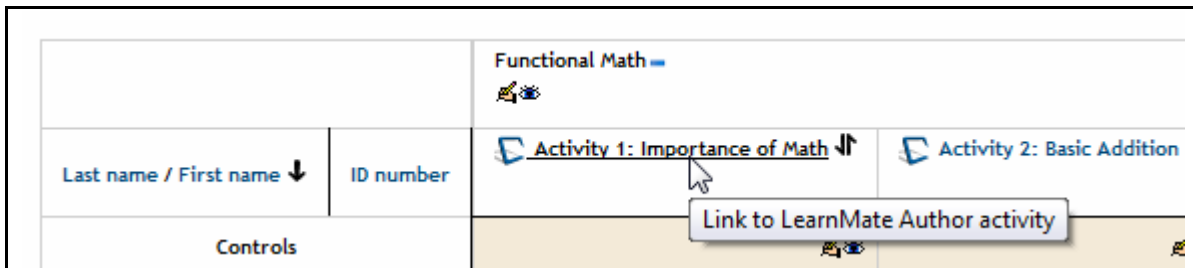 Functional Math
Activity 1: Importance of Math
Activity 2: Basic Addition
Last name / First name
ID number
Link to LearnMate Author activity
Controls